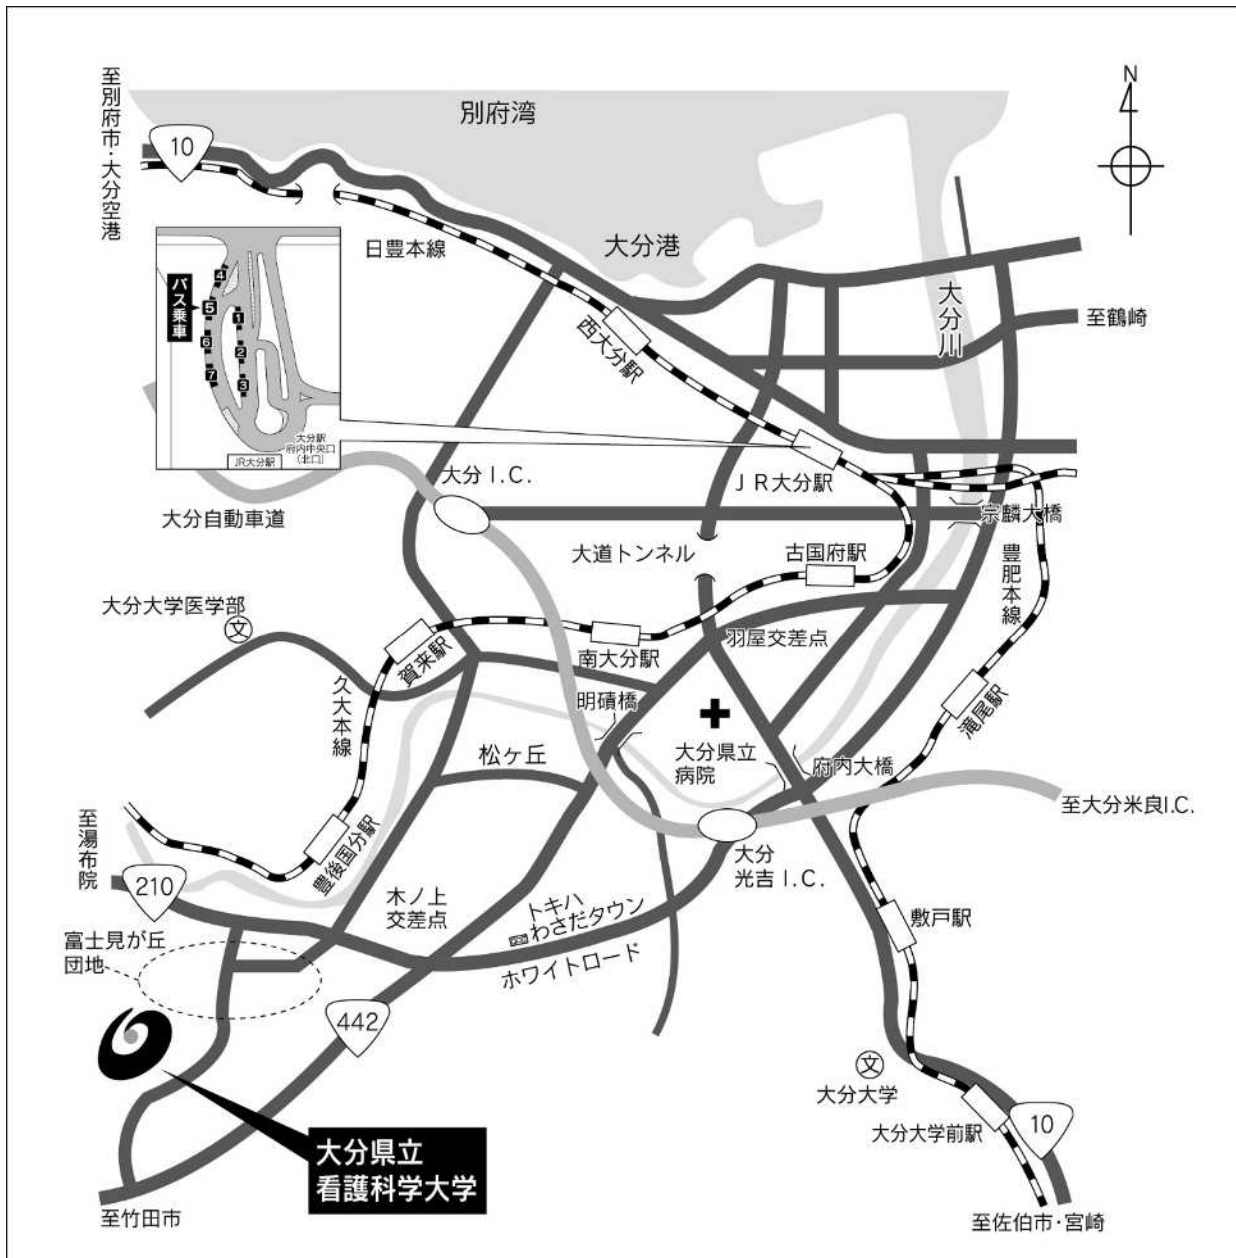 至別府市・大分空港
10
別府湾
N
日豊本線
大分港
大分川
至鶴崎
バス乗車
4
5
6
7
1
2
3
大分駅
府内中央口
(北口)
JR大分駅
西大分駅
JR大分駅
大分I.C.
大分自動車道
宗麟大橋
大道トンネル
古国府駅
豊肥本線
大分大学医学部
文
賀来駅
南大分駅
羽屋交差点
久大本線
明磧橋
滝尾駅
松ヶ丘
大分県立
病院
府内大橋
至大分米良I.C.
至湯布院
210
豊後国分駅
大分
光吉I.C.
木ノ上
交差点
トキハ
わさだタウン
ホワイトロード
敷戸駅
富士見が丘
団地
442
文
大分大学
大分大学前駅
10
大分県立
看護科学大学
至竹田市
至佐伯市・宮崎